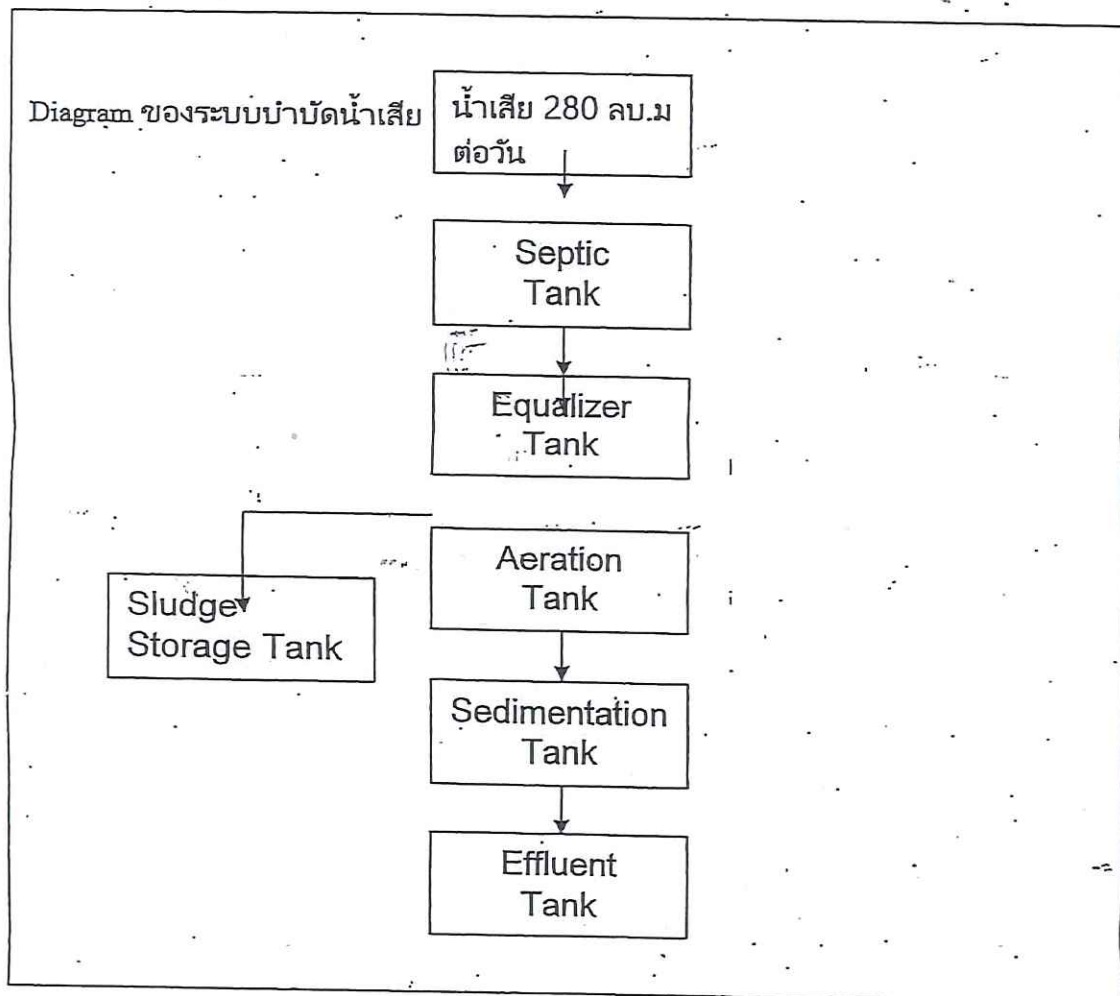 Diagram ของระบบบำบัดน้ำเสีย
น้ำเสีย 280 ลบ.ม
ต่อวัน
Septic
Tank
Equalizer
Tank
Aeration
Tank
Sludge
Storage Tank
Sedimentation
Tank
Effluent
Tank